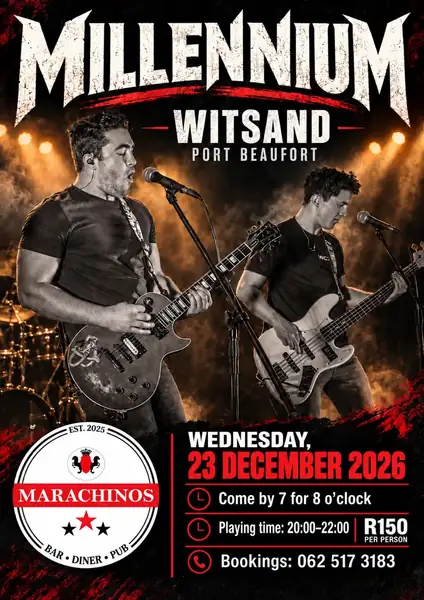 MILLENNIUM
WITSAND
PORT BEAUFORT
EST. 2025
MARACHINOS
BAR • DINER • PUB
WEDNESDAY,
23 DECEMBER 2026
Come by 7 for 8 o'clock
Playing time: 20:00–22:00
R150
PER PERSON
Bookings: 062 517 3183